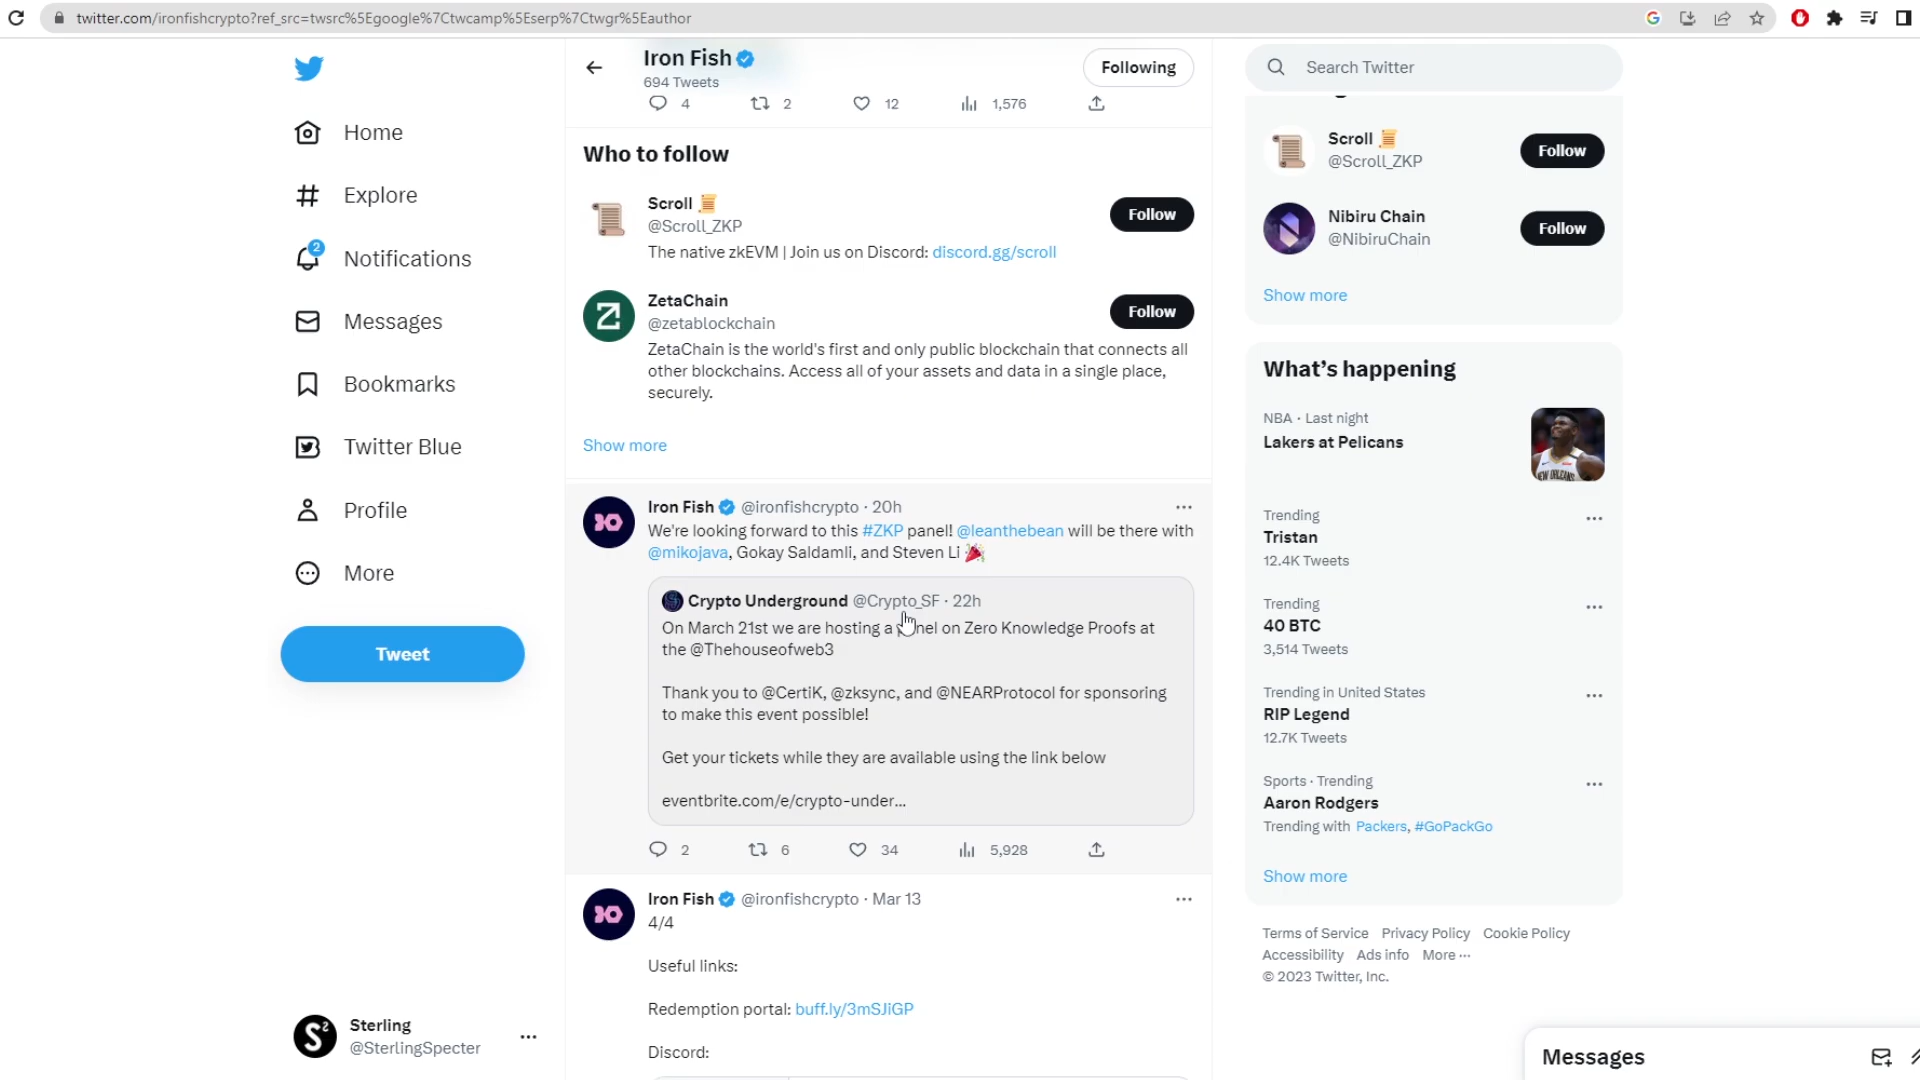 twitter.com/ironfishcrypto?ref_src=twsrc%5Egoogle%7Ctwcamp%5Eserp%7Ctwgr%5Eauthor
Home
Explore
2
Notifications
Messages
Bookmarks
Twitter Blue
Profile
More
Tweet
Sterling
@SterlingSpecter
Iron Fish
694 Tweets
Following
4 2 12 1,576
Who to follow
Scroll
@Scroll_ZKP
The native zkEVM | Join us on Discord: discord.gg/scroll
Follow
ZetaChain
@zetablockchain
ZetaChain is the world's first and only public blockchain that connects all
other blockchains. Access all of your assets and data in a single place,
securely.
Follow
Show more
Iron Fish @ironfishcrypto · 20h
We're looking forward to this #ZKP panel! @leanthebean will be there with
@mikojava, Gokay Saldamli, and Steven Li
Crypto Underground @Crypto_SF · 22h
On March 21st we are hosting a panel on Zero Knowledge Proofs at
the @Thehouseofweb3
Thank you to @CertiK, @zksync, and @NEARProtocol for sponsoring
to make this event possible!
Get your tickets while they are available using the link below
eventbrite.com/e/crypto-under...
2 6 34 5,928
Iron Fish @ironfishcrypto · Mar 13
4/4
Useful links:
Redemption portal: buff.ly/3mSJiGP
Discord:
Search Twitter
Scroll
@Scroll_ZKP
Follow
Nibiru Chain
@NibiruChain
Follow
Show more
What's happening
NBA · Last night
Lakers at Pelicans
Trending
Tristan
12.4K Tweets
Trending
40 BTC
3,514 Tweets
Trending in United States
RIP Legend
12.7K Tweets
Sports · Trending
Aaron Rodgers
Trending with Packers, #GoPackGo
Show more
Terms of Service Privacy Policy Cookie Policy
Accessibility Ads info More ...
© 2023 Twitter, Inc.
Messages